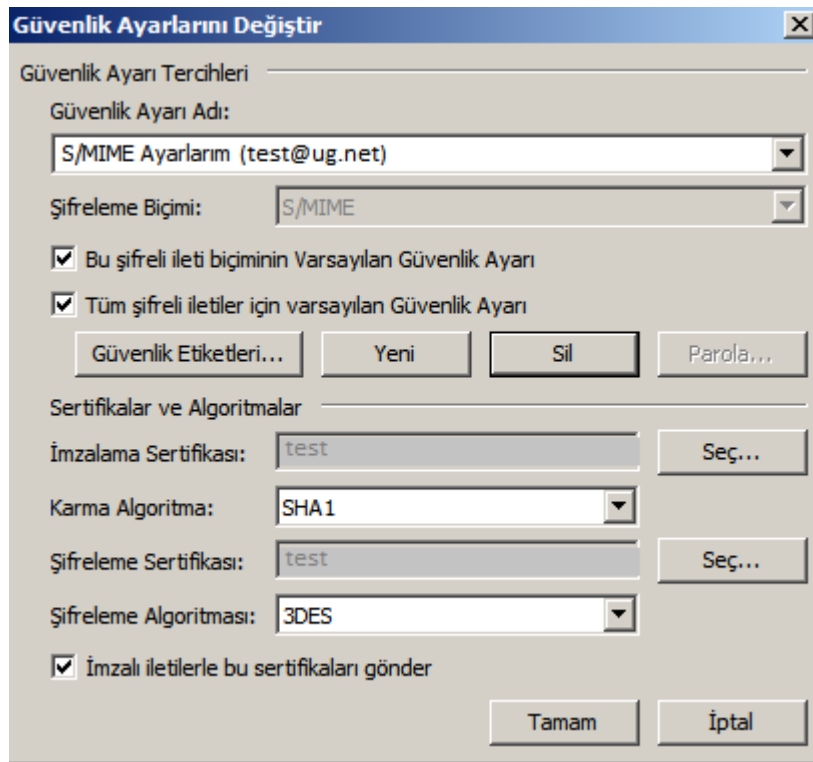 Güvenlik Ayarlarını Değiştir
Güvenlik Ayarı Tercihleri
Güvenlik Ayarı Adı:
S/MIME Ayarlarım (test@ug.net)
Şifreleme Biçimi: S/MIME
Bu şifreli ileti biçiminin Varsayılan Güvenlik Ayarı
Tüm şifreli iletiler için varsayılan Güvenlik Ayarı
Güvenlik Etiketleri... Yeni Sil Parola...
Sertifikalar ve Algoritmalar
İmzalama Sertifikası: test Seç...
Karma Algoritma: SHA1
Şifreleme Sertifikası: test Seç...
Şifreleme Algoritması: 3DES
İmzalı iletilerle bu sertifikaları gönder
Tamam İptal